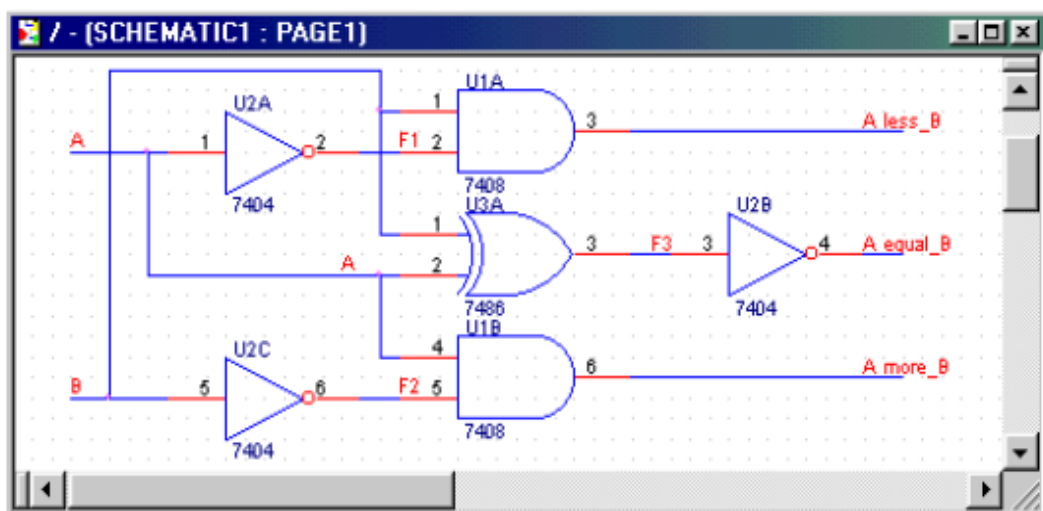 / - (SCHEMATIC1 : PAGE1)
U1A
U2A
1
3
A less_B
A
1
2
F1
2
7408
7404
U3A
U2B
1
3
F3
3
4
A equal_B
A
2
7486
7404
U1B
U2C
4
6
A more_B
B
5
6
F2
5
7408
7404